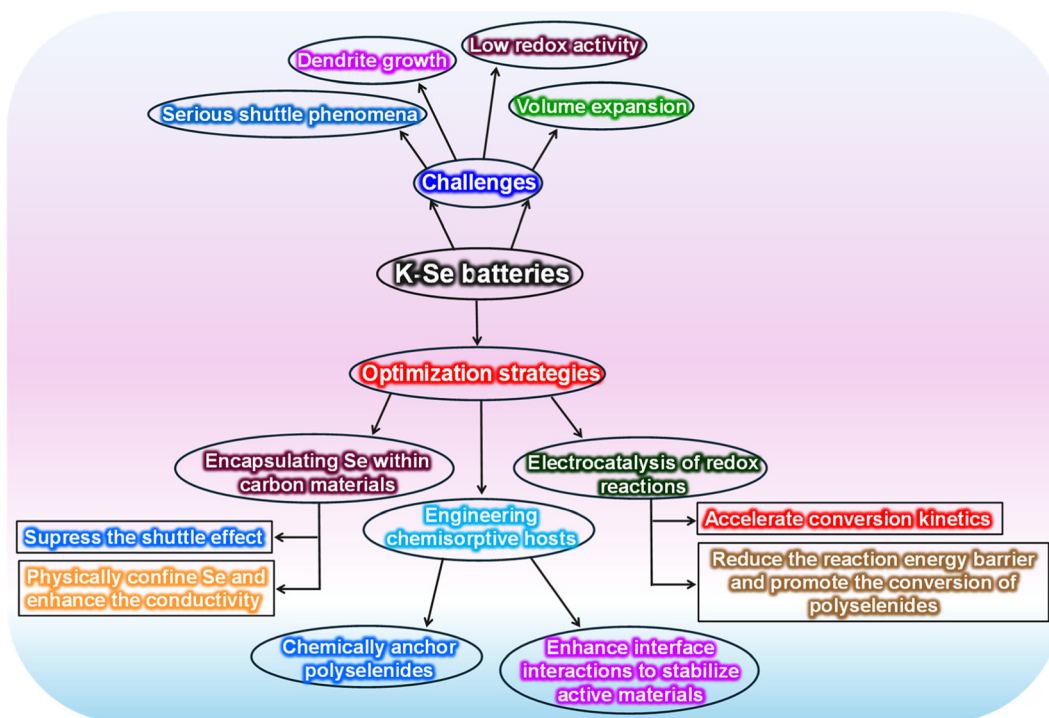 Low redox activity
Dendrite growth
Serious shuttle phenomena
Volume expansion
Challenges
K-Se batteries
Optimization strategies
Encapsulating Se within
carbon materials
Electrocatalysis of redox
reactions
Engineering
chemisorptive hosts
Supress the shuttle effect
Physically confine Se and
enhance the conductivity
Accelerate conversion kinetics
Reduce the reaction energy barrier
and promote the conversion of
polyselenides
Chemically anchor
polyselenides
Enhance interface
interactions to stabilize
active materials